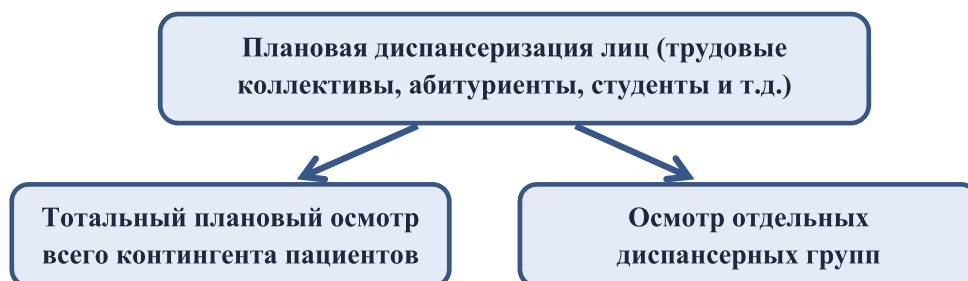 Плановая диспансеризация лиц (трудовые
коллективы, абитуриенты, студенты и т.д.)
Тотальный плановый осмотр
всего контингента пациентов
Осмотр отдельных
диспансерных групп